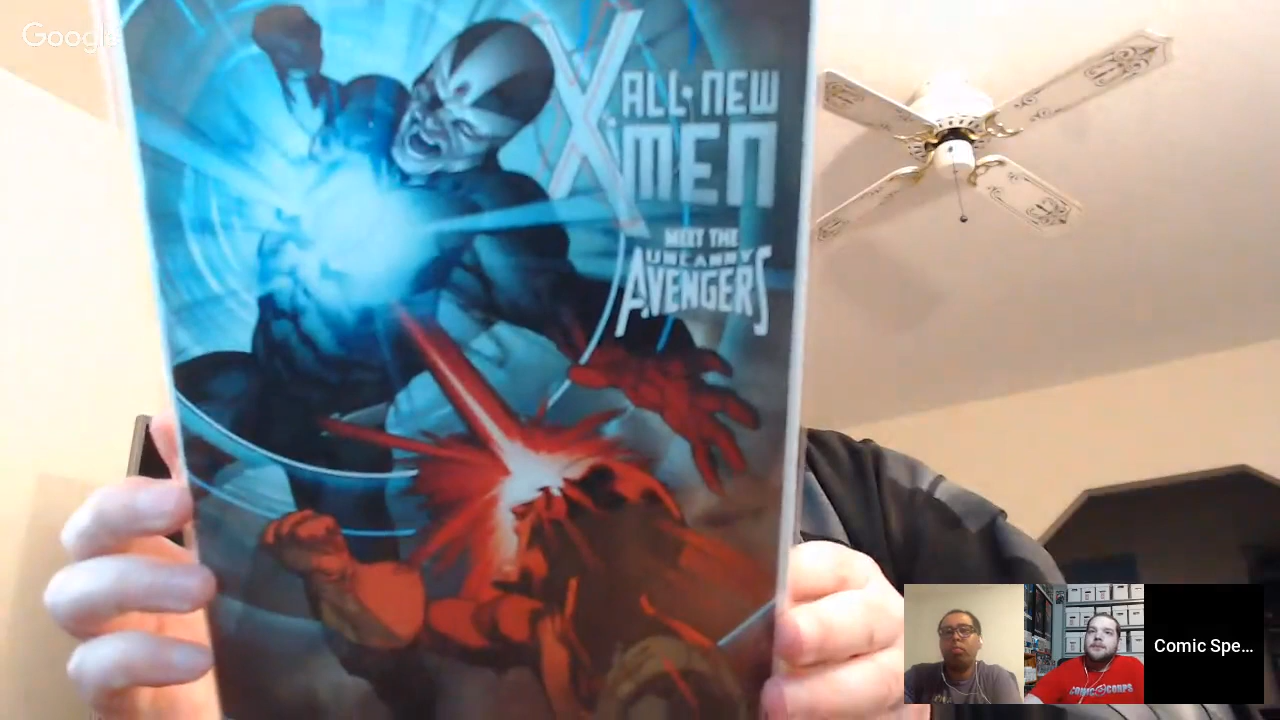 Google
X
ALL-NEW
X-MEN
MEET THE
UNCANNY
AVENGERS
COMIC CORPS
Comic Spe...